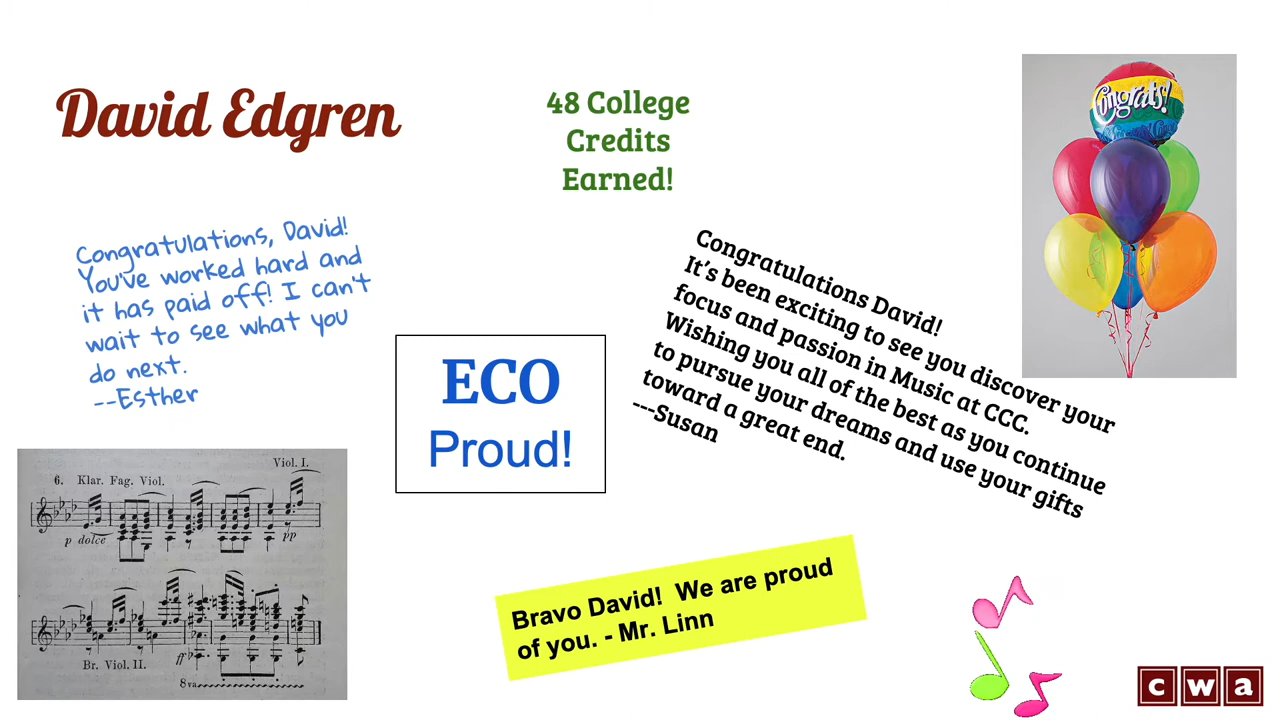 David Edgren
48 College
Credits
Earned!
Congrats!
Congratulations, David!
You've worked hard and
it has paid off! I can't
wait to see what you
do next.
--Esther
Congratulations David!
It's been exciting to see you discover your
focus and passion in Music at CCC.
Wishing you all of the best as you continue
to pursue your dreams and use your gifts
toward a great end.
---Susan
ECO
Proud!
Viol. I.
6. Klar. Fag. Viol.
p dolce
pp
Br. Viol. II.
ff
8va
Bravo David!  We are proud
of you. - Mr. Linn
cwa